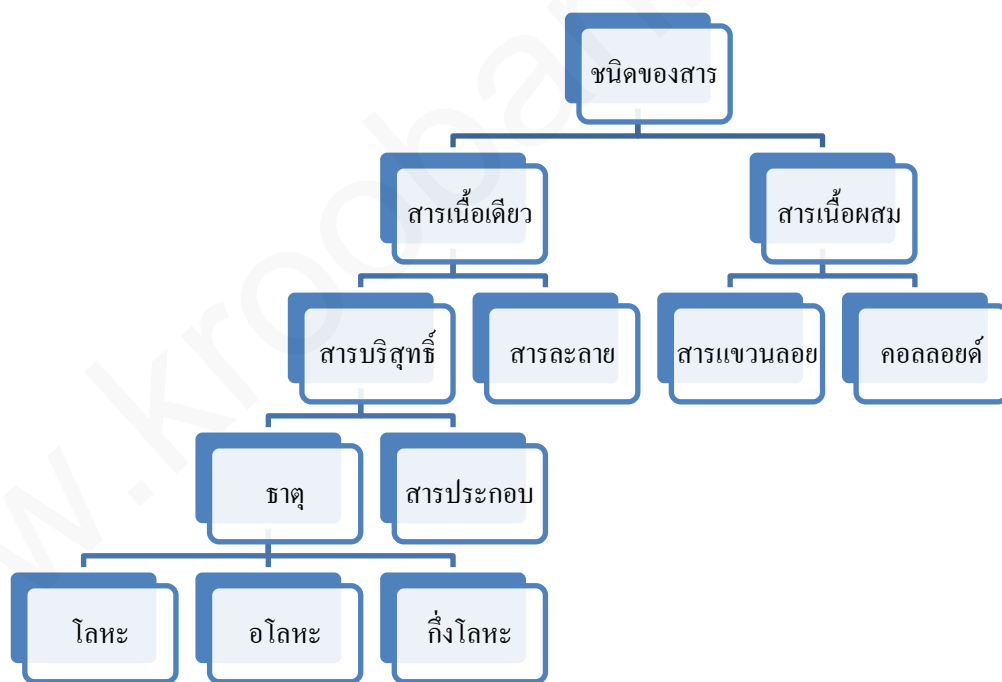 ชนิดของสาร
สารเนื้อเดียว
สารเนื้อผสม
สารบริสุทธิ์
สารละลาย
สารแขวนลอย
คอลลอยด์
ธาตุ
สารประกอบ
โลหะ
อโลหะ
กึ่งโลหะ
w.krooban